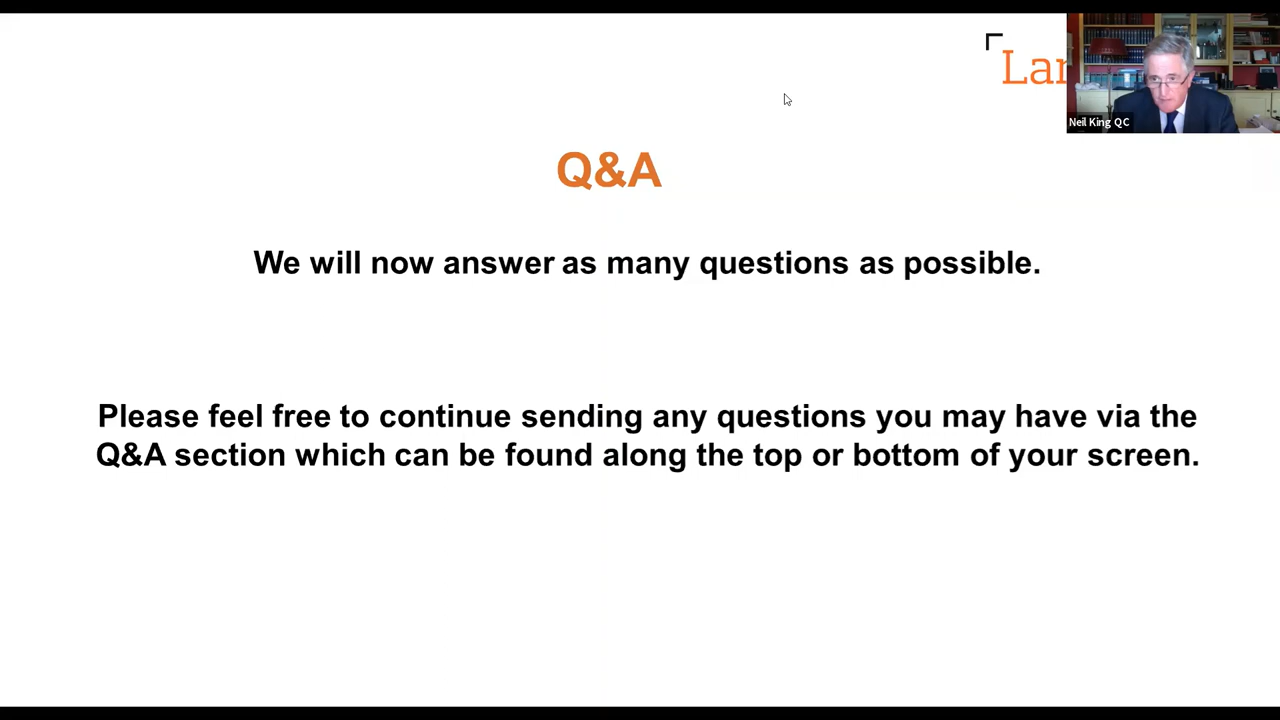 Lan
Neil King QC
Q&A
We will now answer as many questions as possible.
Please feel free to continue sending any questions you may have via the
Q&A section which can be found along the top or bottom of your screen.